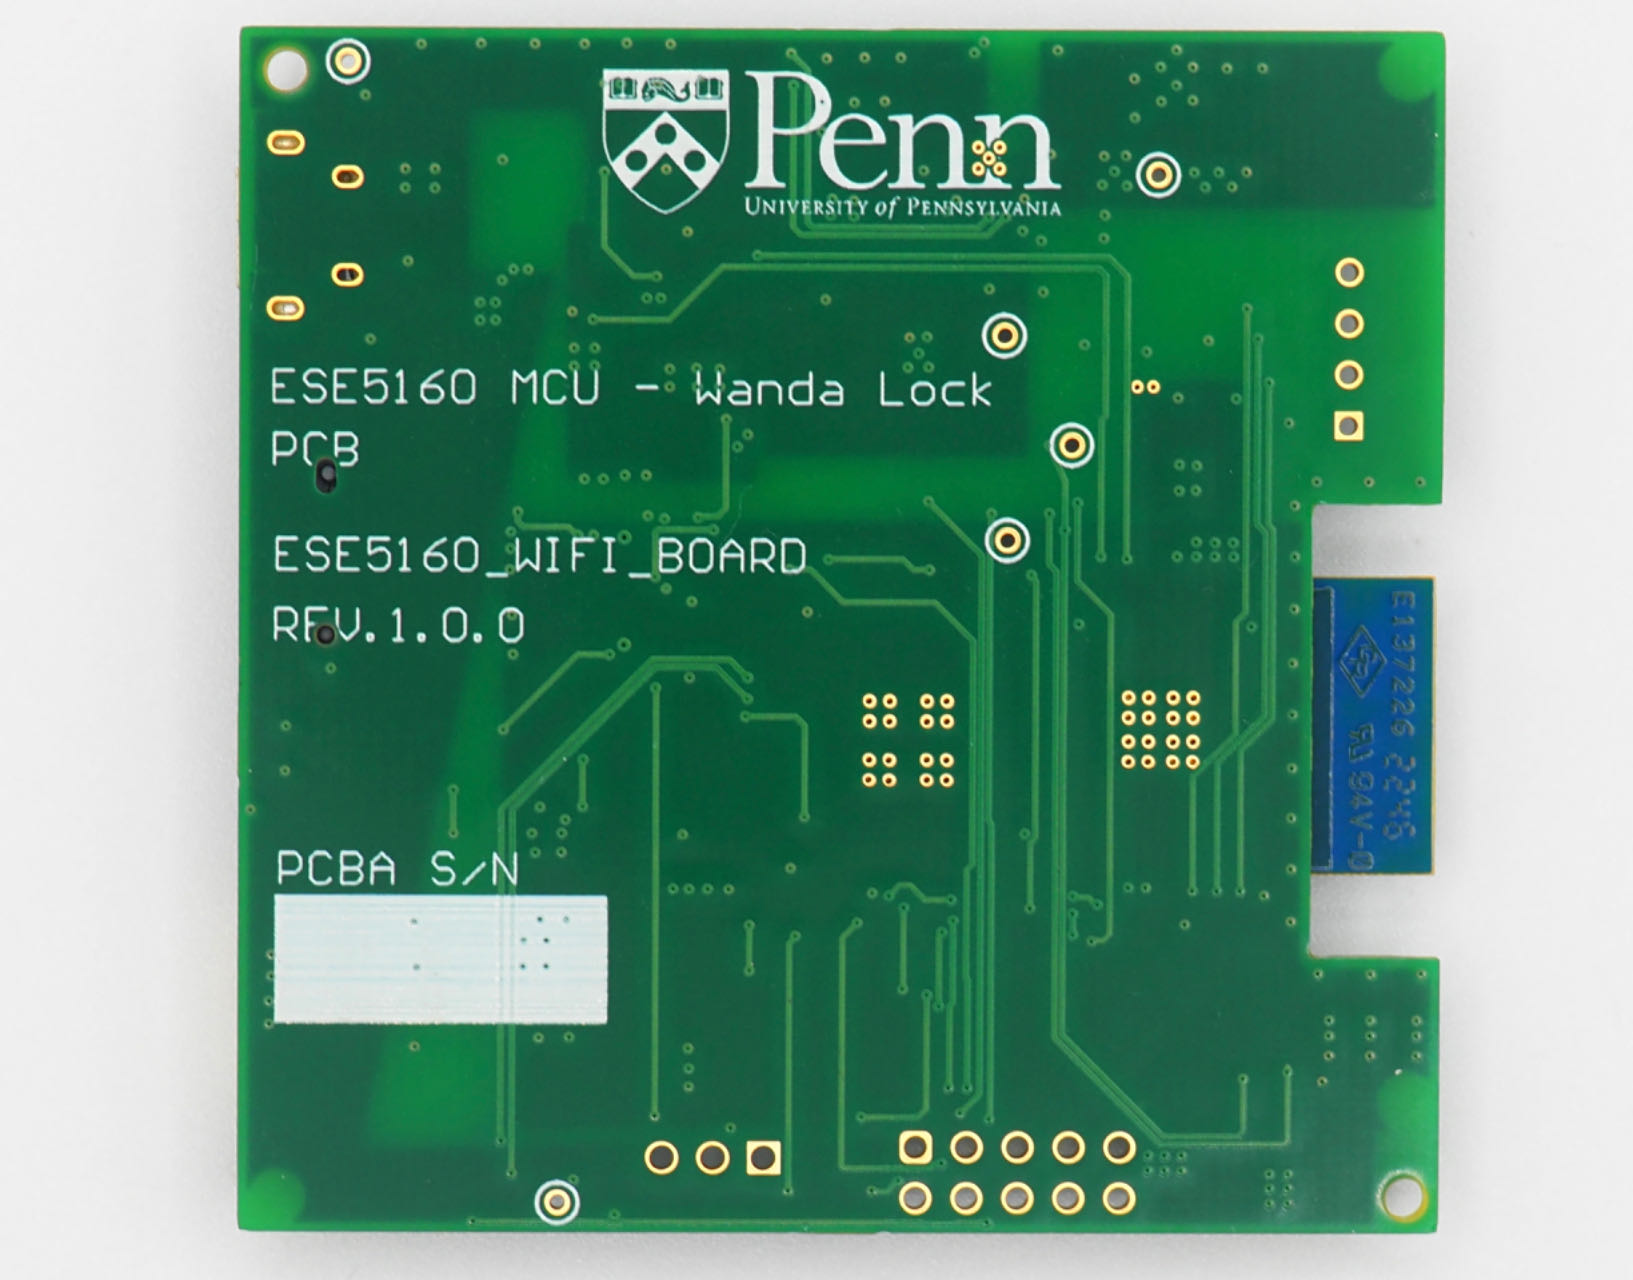 Penn
UNIVERSITY of PENNSYLVANIA
ESE5160 MCU - Wanda Lock
PCB
ESE5160_WIFI_BOARD
REV.1.0.0
PCBA S/N
E137226 2246
94V-0